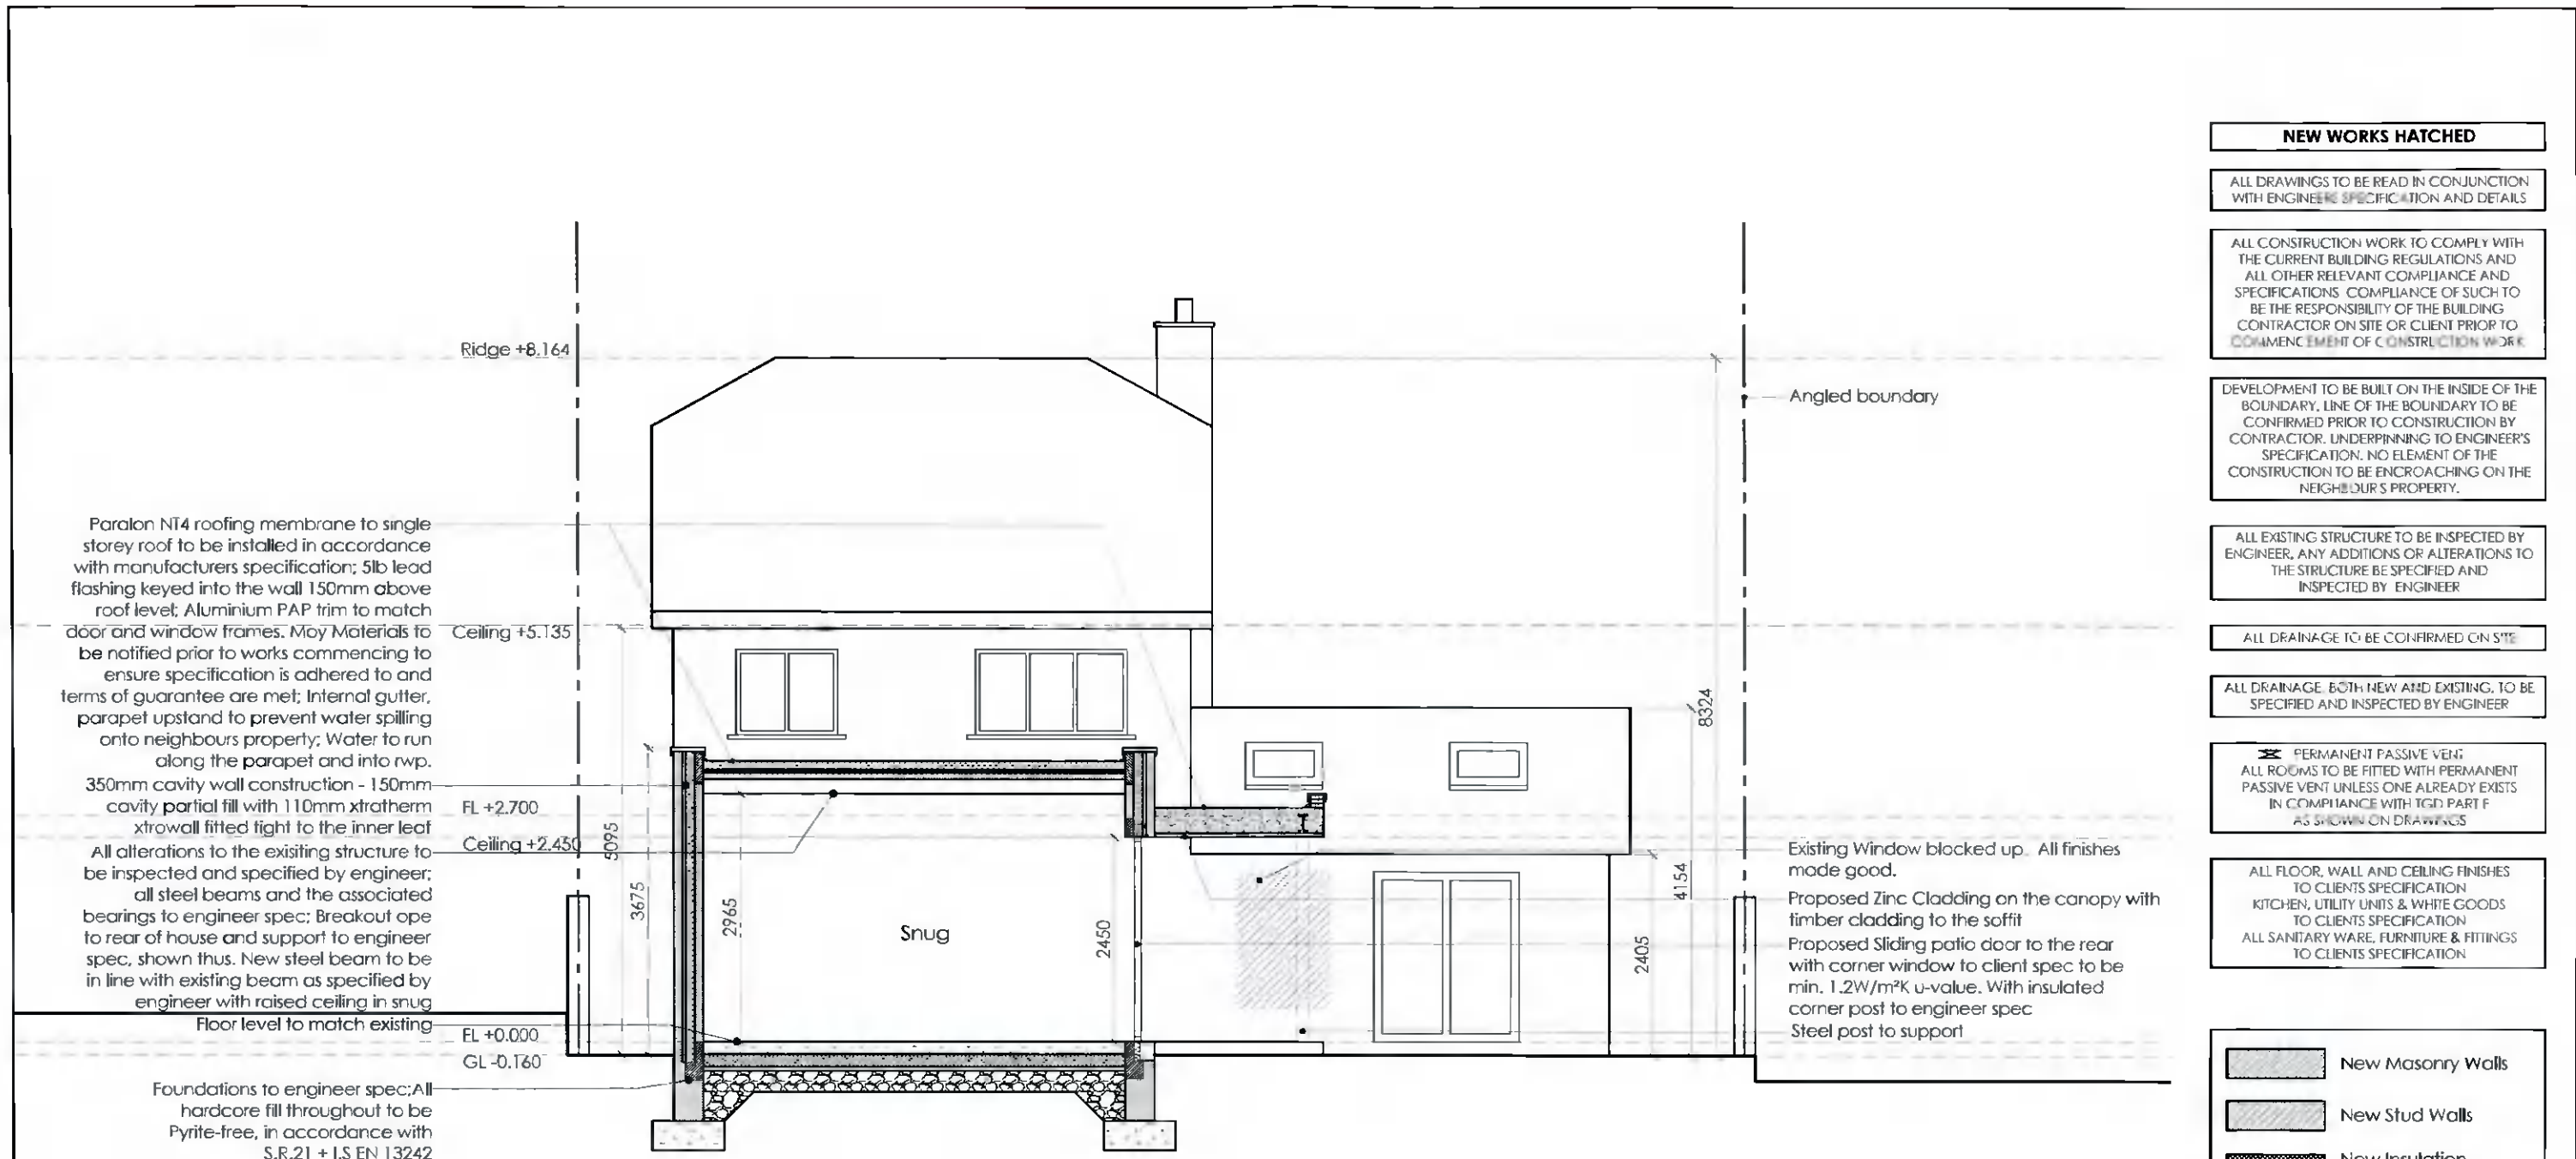 Ridge +8.164
Paralon NT4 roofing membrane to single
storey roof to be installed in accordance
with manufacturers specification; 5lb lead
flashing keyed into the wall 150mm above
roof level; Aluminium PAP trim to match
door and window frames. Moy Materials to
be notified prior to works commencing to
ensure specification is adhered to and
terms of guarantee are met; Internal gutter,
parapet upstand to prevent water spilling
onto neighbours property; Water to run
along the parapet and into rwp.
350mm cavity wall construction - 150mm
cavity partial fill with 110mm xtratherm
xtrowall fitted tight to the inner leaf
All alterations to the exisiting structure to
be inspected and specified by engineer;
all steel beams and the associated
bearings to engineer spec; Breakout ope
to rear of house and support to engineer
spec, shown thus. New steel beam to be
in line with existing beam as specified by
engineer with raised ceiling in snug
Floor level to match existing
Foundations to engineer spec;All
hardcore fill throughout to be
Pyrite-free, in accordance with
S.R.21 + I.S EN 13242
Ceiling +5.135
FL +2.700
Ceiling +2.450
FL +0.000
GL -0.160
5095
3675
2965
Snug
2450
2405
4154
8324
Angled boundary
Existing Window blocked up. All finishes
made good.
Proposed Zinc Cladding on the canopy with
timber cladding to the soffit
Proposed Sliding patio door to the rear
with corner window to client spec to be
min. 1.2W/m²K u-value. With insulated
corner post to engineer spec
Steel post to support
NEW WORKS HATCHED
ALL DRAWINGS TO BE READ IN CONJUNCTION
WITH ENGINEERS SPECIFICATION AND DETAILS
ALL CONSTRUCTION WORK TO COMPLY WITH
THE CURRENT BUILDING REGULATIONS AND
ALL OTHER RELEVANT COMPLIANCE AND
SPECIFICATIONS COMPLIANCE OF SUCH TO
BE THE RESPONSIBILITY OF THE BUILDING
CONTRACTOR ON SITE OR CLIENT PRIOR TO
COMMENCEMENT OF CONSTRUCTION WORK
DEVELOPMENT TO BE BUILT ON THE INSIDE OF THE
BOUNDARY. LINE OF THE BOUNDARY TO BE
CONFIRMED PRIOR TO CONSTRUCTION BY
CONTRACTOR. UNDERPINNING TO ENGINEER'S
SPECIFICATION. NO ELEMENT OF THE
CONSTRUCTION TO BE ENCROACHING ON THE
NEIGHBOURS PROPERTY.
ALL EXISTING STRUCTURE TO BE INSPECTED BY
ENGINEER, ANY ADDITIONS OR ALTERATIONS TO
THE STRUCTURE BE SPECIFIED AND
INSPECTED BY ENGINEER
ALL DRAINAGE TO BE CONFIRMED ON SITE
ALL DRAINAGE, BOTH NEW AND EXISTING, TO BE
SPECIFIED AND INSPECTED BY ENGINEER
PERMANENT PASSIVE VENT
ALL ROOMS TO BE FITTED WITH PERMANENT
PASSIVE VENT UNLESS ONE ALREADY EXISTS
IN COMPLIANCE WITH TGD PART F
AS SHOWN ON DRAWINGS
ALL FLOOR, WALL AND CEILING FINISHES
TO CLIENTS SPECIFICATION
KITCHEN, UTILITY UNITS & WHITE GOODS
TO CLIENTS SPECIFICATION
ALL SANITARY WARE, FURNITURE & FITTINGS
TO CLIENTS SPECIFICATION
New Masonry Walls
New Stud Walls
New Insulation